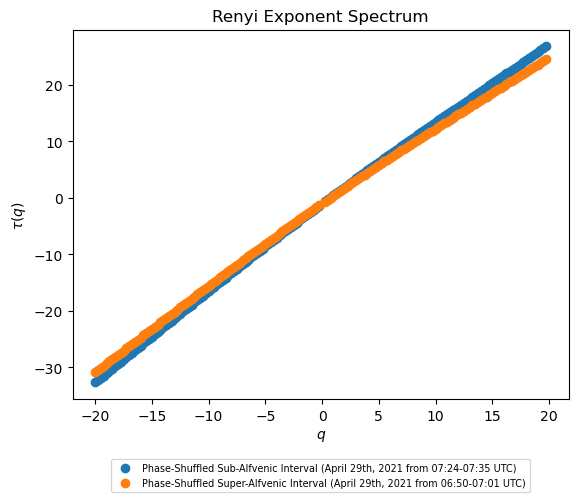 Renyi Exponent Spectrum
20
10
0
−10
−20
−30
τ(q)
−20 −15 −10 −5 0 5 10 15 20
q
Phase-Shuffled Sub-Alfvenic Interval (April 29th, 2021 from 07:24-07:35 UTC)
Phase-Shuffled Super-Alfvenic Interval (April 29th, 2021 from 06:50-07:01 UTC)